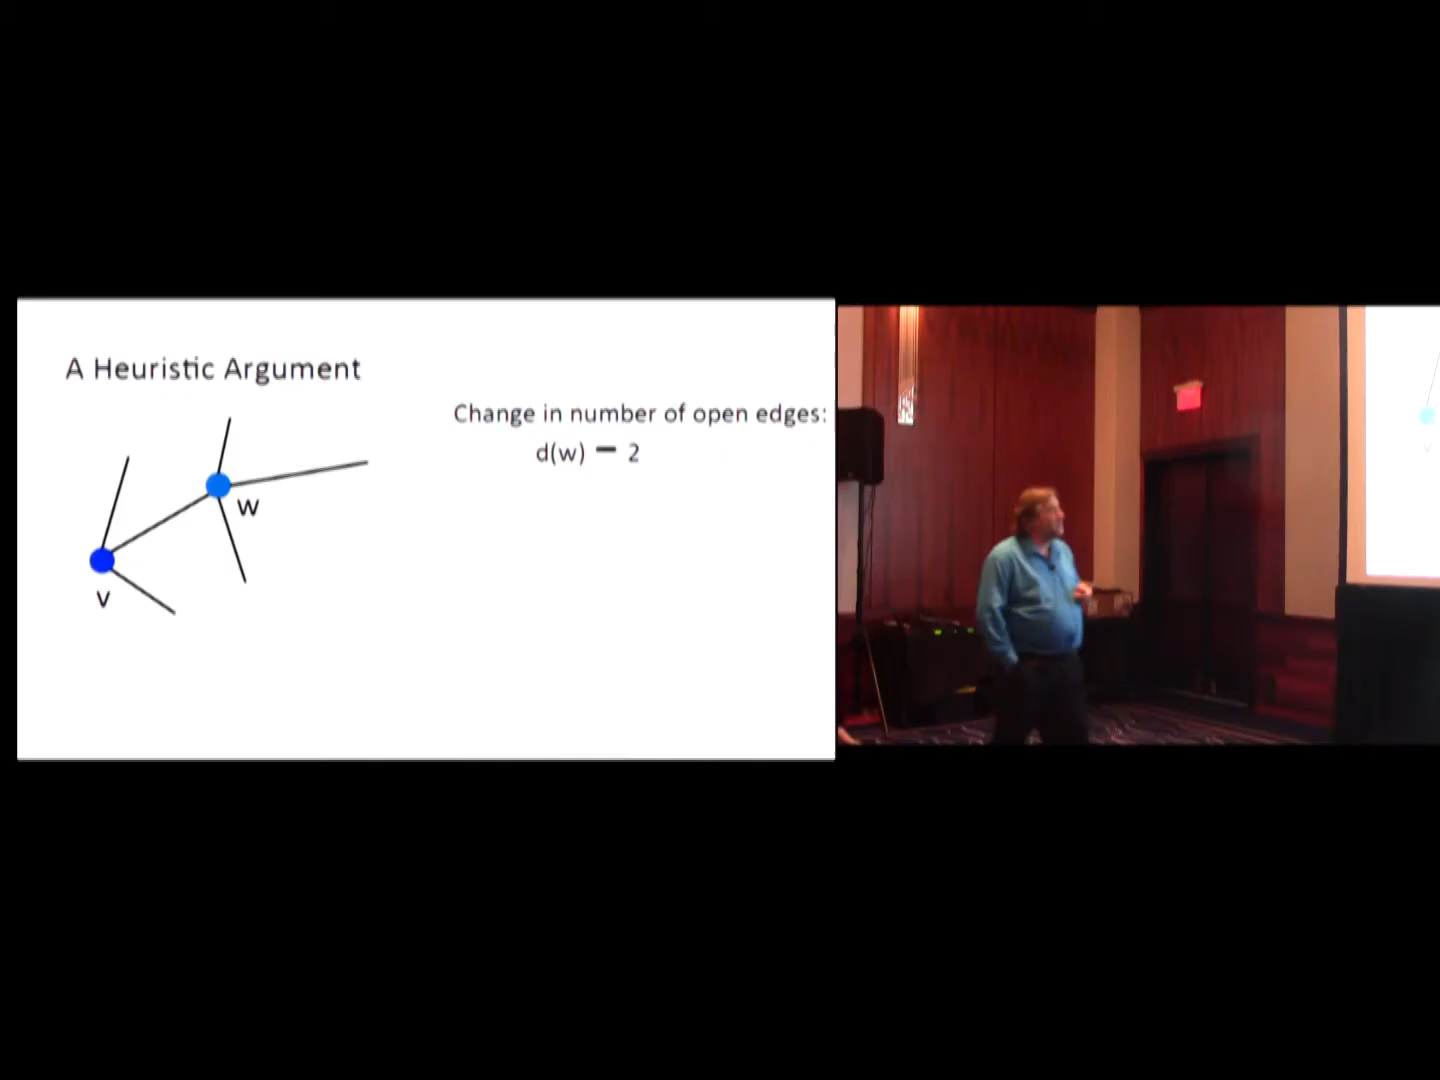 A Heuristic Argument
Change in number of open edges:
d(w) − 2
w
v